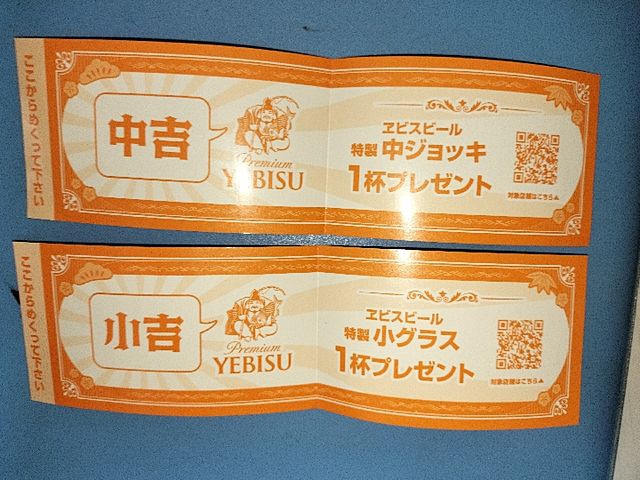 ここからめくって下さい
中吉
Premium
YEBISU
ヱビスビール
特製 中ジョッキ
1杯プレゼント
対象店舗はこちら▲
ここからめくって下さい
小吉
Premium
YEBISU
ヱビスビール
特製 小グラス
1杯プレゼント
対象店舗はこちら▲